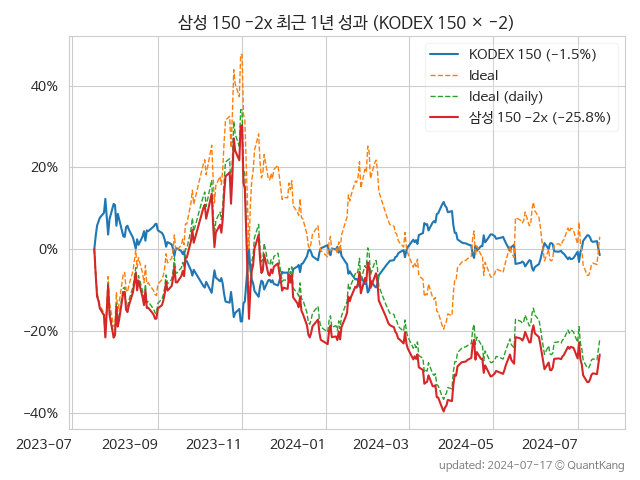 삼성 150 −2x 최근 1년 성과 (KODEX 150 × −2)
KODEX 150 (−1.5%)
Ideal
Ideal (daily)
삼성 150 −2x (−25.8%)
40%
20%
0%
−20%
−40%
2023-07 2023-09 2023-11 2024-01 2024-03 2024-05 2024-07
updated: 2024-07-17 © QuantKang